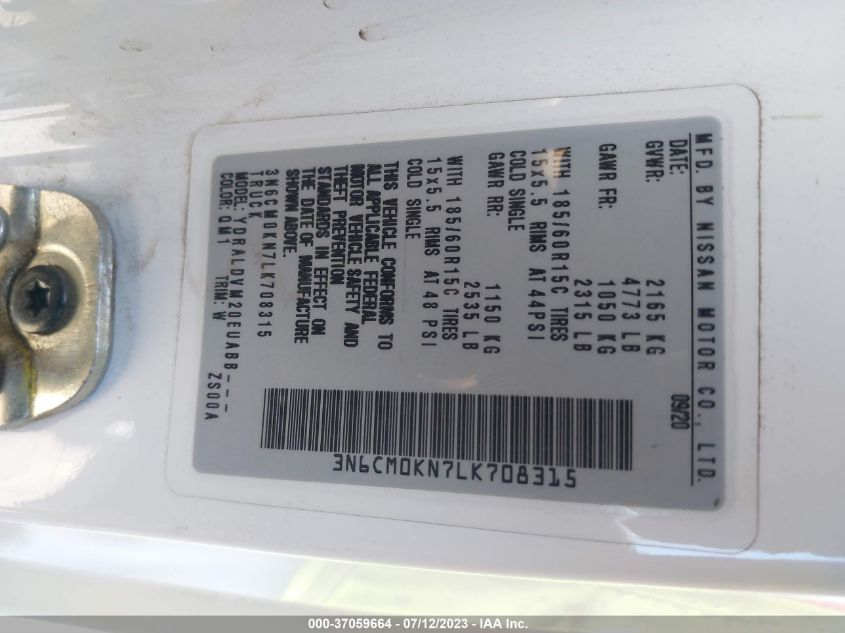 MFD. BY NISSAN MOTOR CO., LTD.
DATE: 09/20
GVWR: 2165 KG
4773 LB
GAWR FR: 1050 KG
2315 LB
WITH 185/60R15C TIRES
15x5.5 RIMS AT 44PSI
COLD SINGLE
GAWR RR: 1150 KG
2535 LB
WITH 185/60R15C TIRES
15x5.5 RIMS AT 48 PSI
COLD SINGLE
THIS VEHICLE CONFORMS TO
ALL APPLICABLE FEDERAL
MOTOR VEHICLE SAFETY AND
THEFT PREVENTION
STANDARDS IN EFFECT ON
THE DATE OF MANUFACTURE
SHOWN ABOVE.
3N6CM0KN7LK708315
TRUCK
MODEL: YDRALDVM20EUABB---
COLOR: QM1 TRIM: W ZS00A
3N6CM0KN7LK708315
000-37059664 - 07/12/2023 - IAA Inc.